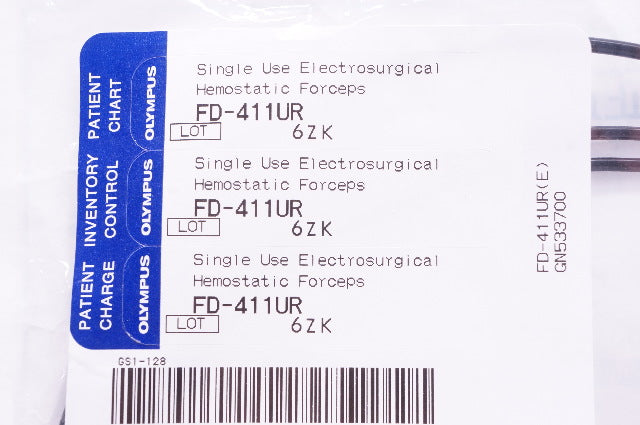 PATIENT CHART
OLYMPUS
Single Use Electrosurgical
Hemostatic Forceps
FD-411UR
LOT 6ZK
INVENTORY CONTROL
OLYMPUS
Single Use Electrosurgical
Hemostatic Forceps
FD-411UR
LOT 6ZK
PATIENT CHARGE
OLYMPUS
Single Use Electrosurgical
Hemostatic Forceps
FD-411UR
LOT 6ZK
FD-411UR(E)
GN533700
GS1-128